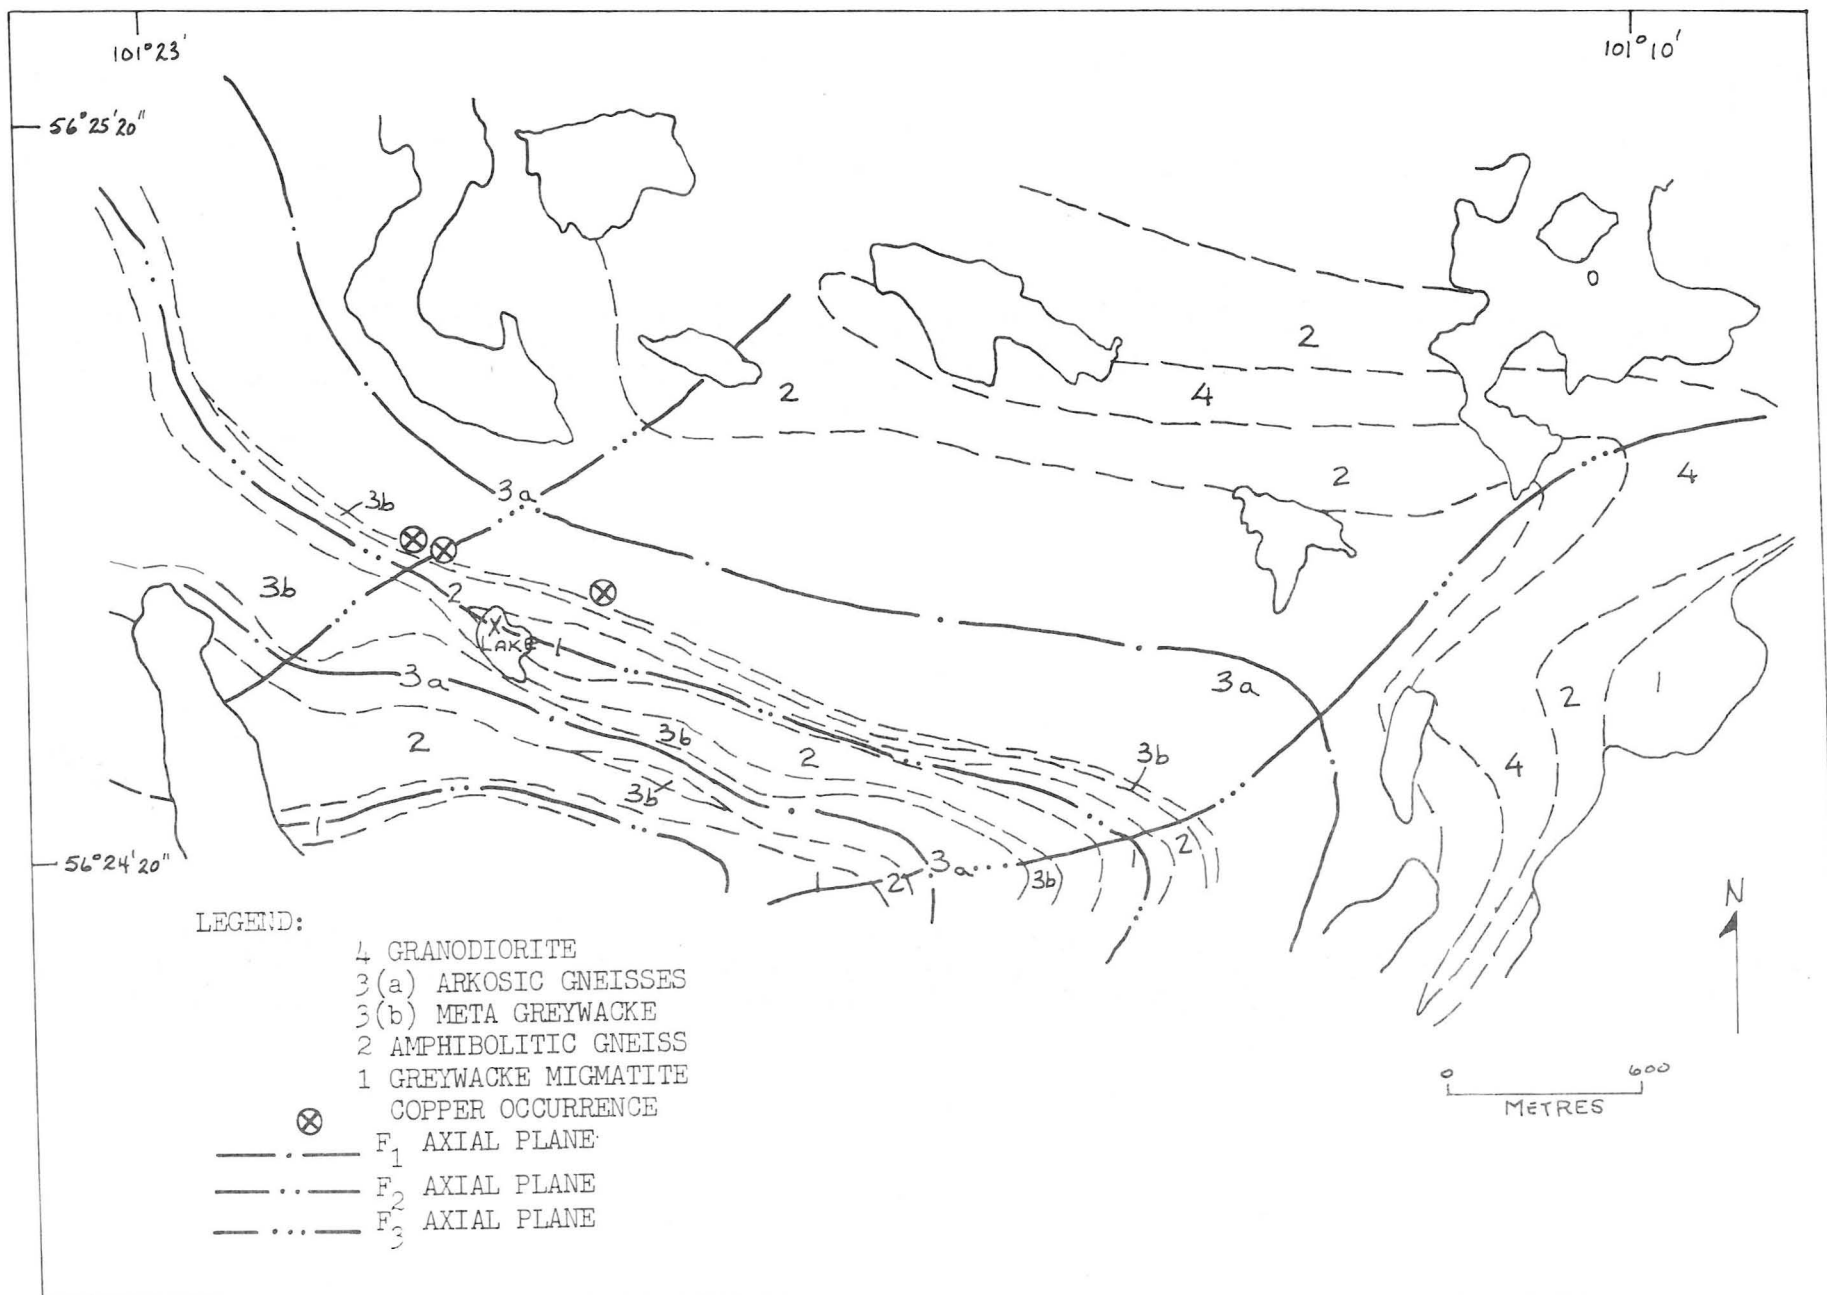 101°23'
101°10'
56°25'20"
2
2
4
2
4
3a
3b
3b
2
X
LAKE
1
3a
3a
2
1
2
3b
2
3b
4
3b
1
1
2
3a
3b
1
2
1
56°24'20"
N
LEGEND:
4 GRANODIORITE
3(a) ARKOSIC GNEISSES
3(b) META GREYWACKE
2 AMPHIBOLITIC GNEISS
1 GREYWACKE MIGMATITE
COPPER OCCURRENCE
F1 AXIAL PLANE
F2 AXIAL PLANE
F3 AXIAL PLANE
0 600
METRES